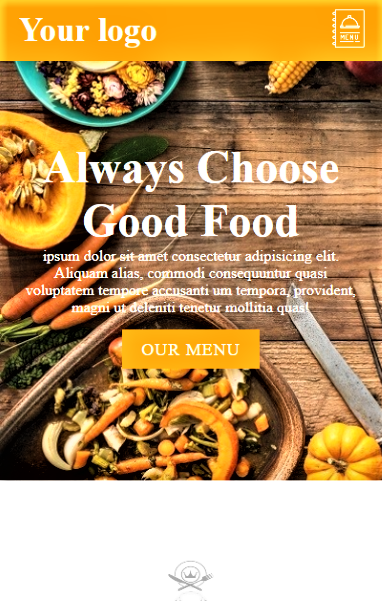 Your logo
MENU
Always Choose
Good Food
ipsum dolor sit amet consectetur adipisicing elit.
Aliquam alias, commodi consequuntur quasi
voluptatem tempore accusanti um tempora, provident,
magni ut deleniti tenetur mollitia quas!
OUR MENU